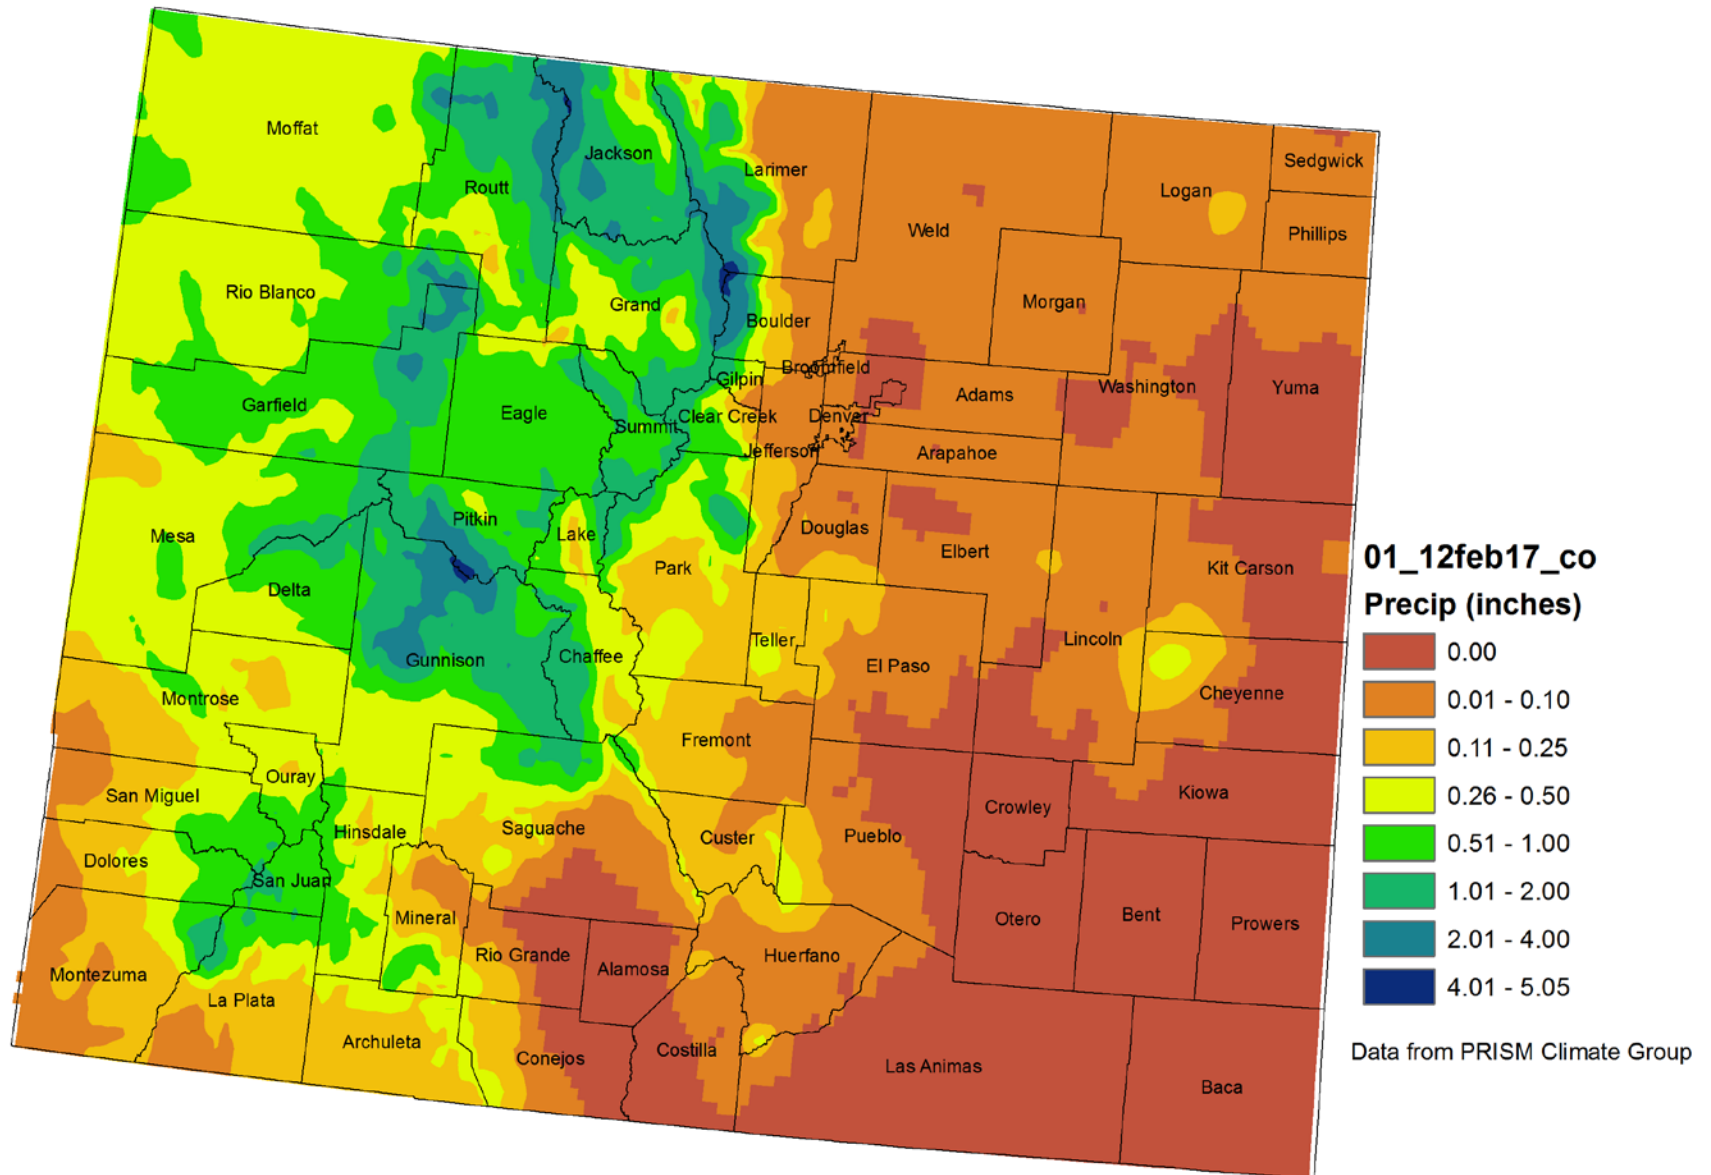 Moffat
Routt
Jackson
Larimer
Weld
Logan
Sedgwick
Phillips
Rio Blanco
Grand
Boulder
Morgan
Broomfield
Gilpin
Garfield
Eagle
Summit
Clear Creek
Denver
Adams
Washington
Yuma
Jefferson
Arapahoe
Mesa
Pitkin
Lake
Park
Douglas
Elbert
Kit Carson
Delta
Gunnison
Chaffee
Teller
El Paso
Lincoln
Cheyenne
Montrose
Fremont
Ouray
San Miguel
Hinsdale
Saguache
Custer
Pueblo
Crowley
Kiowa
Dolores
San Juan
Mineral
Otero
Bent
Prowers
Rio Grande
Alamosa
Huerfano
Montezuma
La Plata
Archuleta
Conejos
Costilla
Las Animas
Baca
01_12feb17_co
Precip (inches)
0.00
0.01 - 0.10
0.11 - 0.25
0.26 - 0.50
0.51 - 1.00
1.01 - 2.00
2.01 - 4.00
4.01 - 5.05
Data from PRISM Climate Group